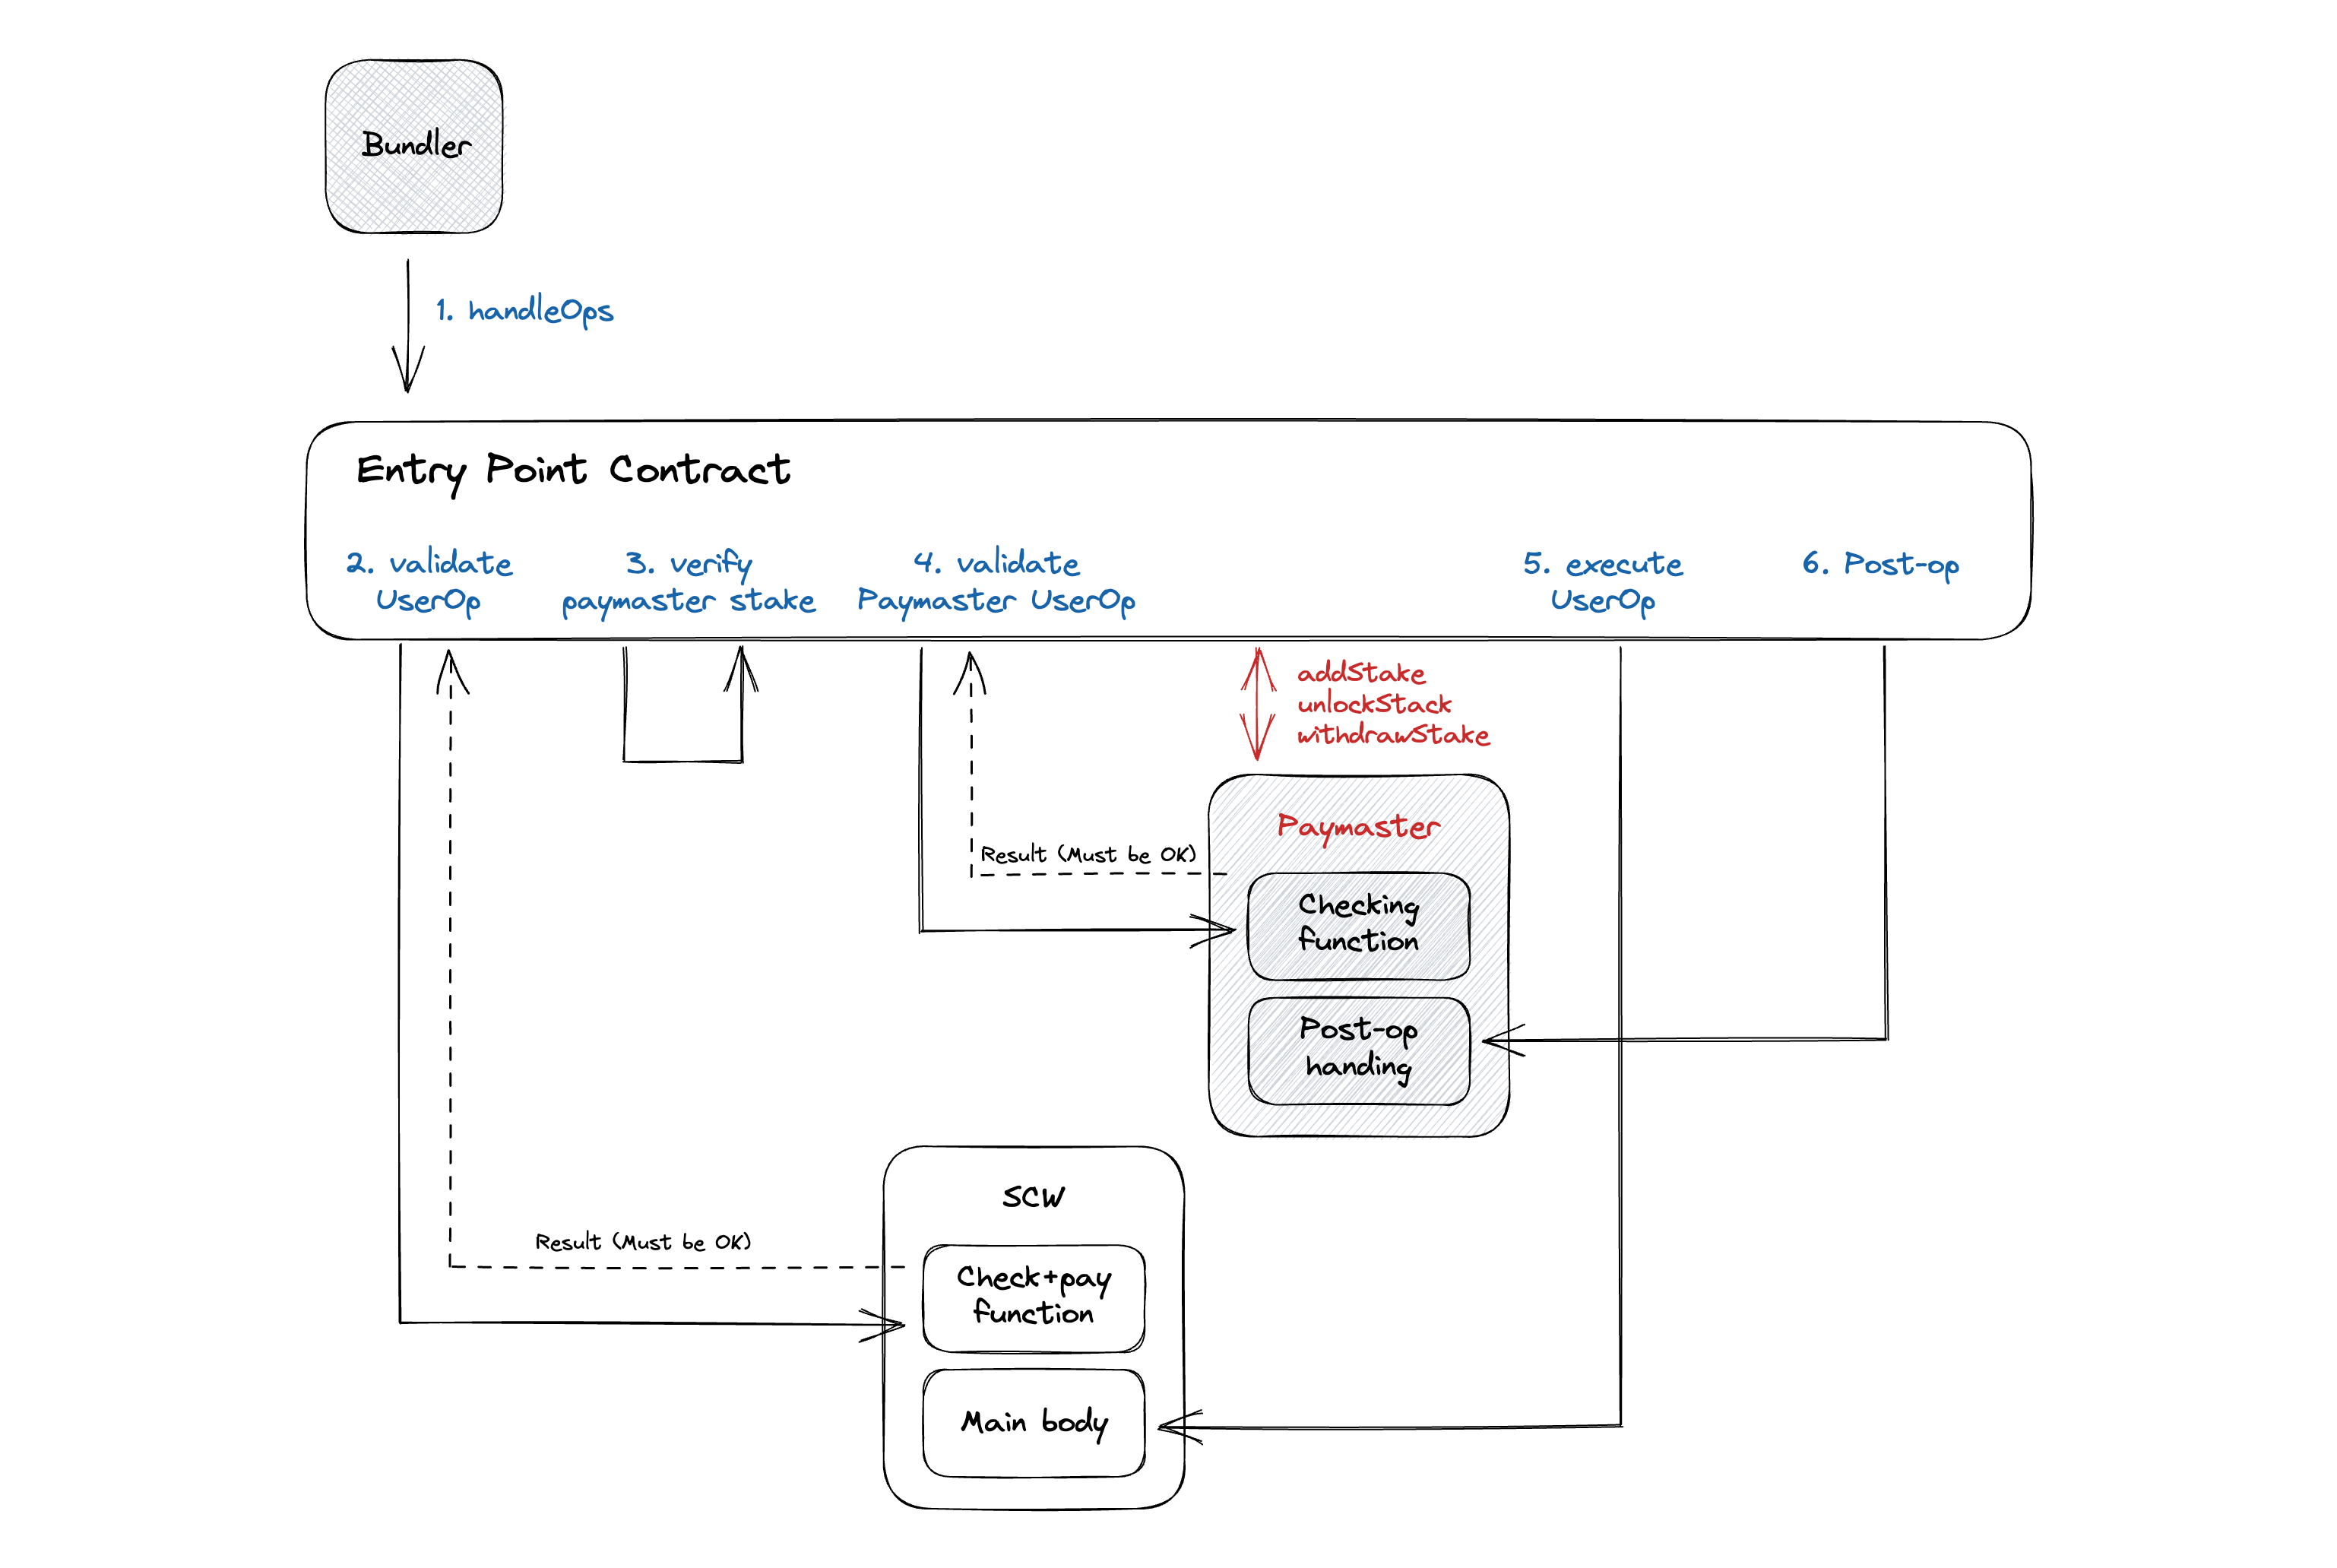 Bundler
1. handleOps
Entry Point Contract
2. validate
UserOp
3. verify
paymaster stake
4. validate
Paymaster UserOp
5. execute
UserOp
6. Post-op
addStake
unlockStack
withdrawStake
Paymaster
Result (Must be OK)
Checking
function
Post-op
handing
SCW
Result (Must be OK)
Check+pay
function
Main body